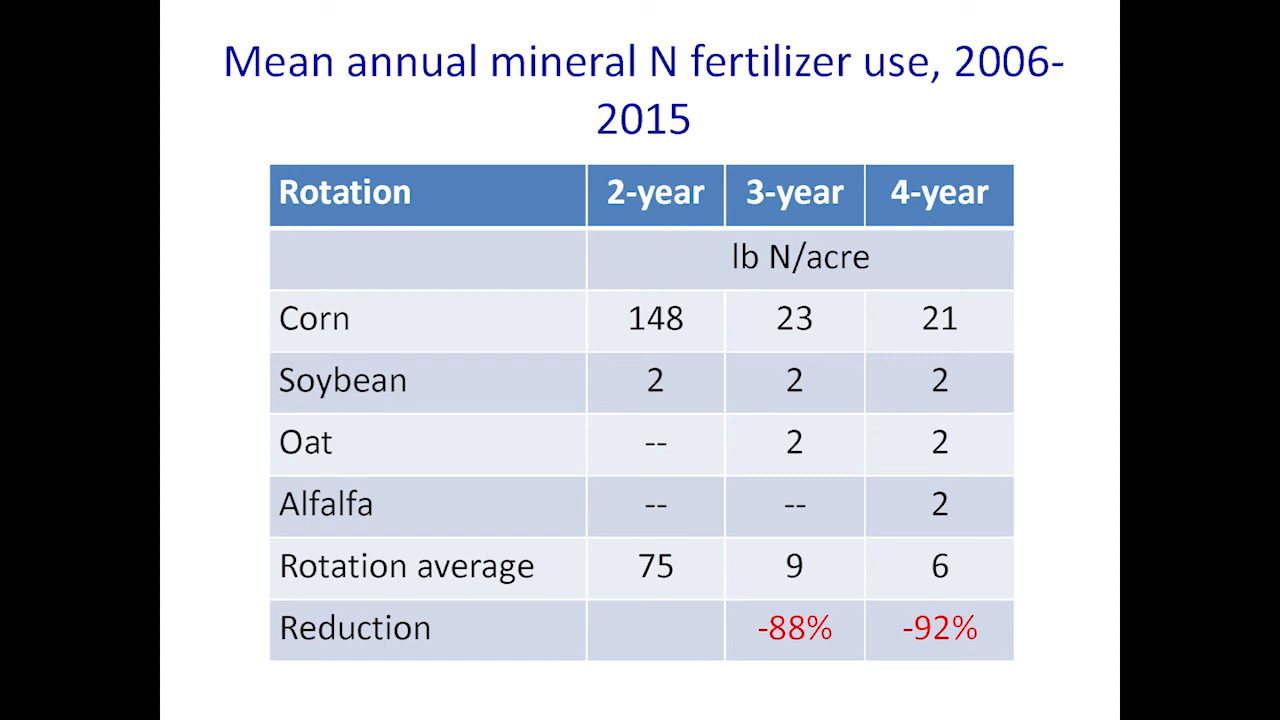 Mean annual mineral N fertilizer use, 2006-
2015
Rotation 2-year 3-year 4-year
lb N/acre
Corn 148 23 21
Soybean 2 2 2
Oat -- 2 2
Alfalfa -- -- 2
Rotation average 75 9 6
Reduction -88% -92%